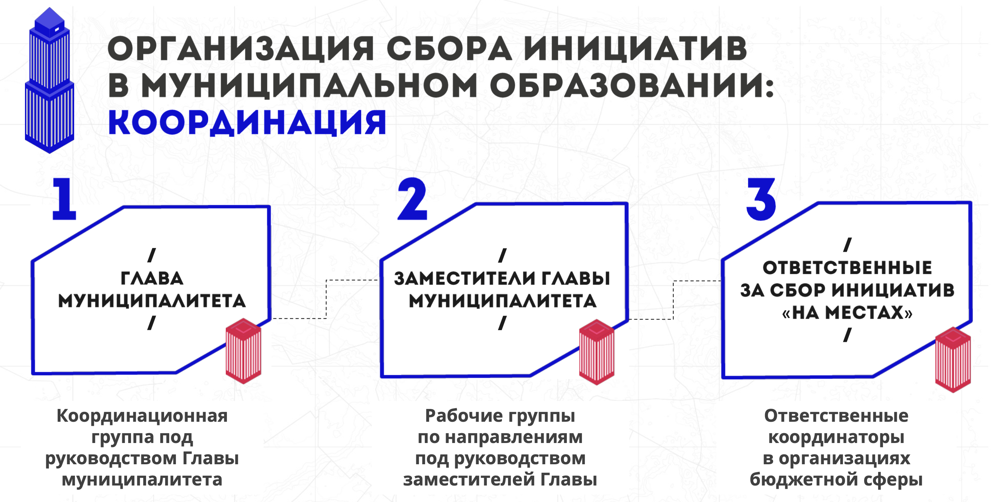 ОРГАНИЗАЦИЯ СБОРА ИНИЦИАТИВ
В МУНИЦИПАЛЬНОМ ОБРАЗОВАНИИ:
КООРДИНАЦИЯ
1
/
ГЛАВА
МУНИЦИПАЛИТЕТА
/
Координационная
группа под
руководством Главы
муниципалитета
2
/
ЗАМЕСТИТЕЛИ ГЛАВЫ
МУНИЦИПАЛИТЕТА
/
Рабочие группы
по направлениям
под руководством
заместителей Главы
3
/
ОТВЕТСТВЕННЫЕ
ЗА СБОР ИНИЦИАТИВ
«НА МЕСТАХ»
/
Ответственные
координаторы
в организациях
бюджетной сферы